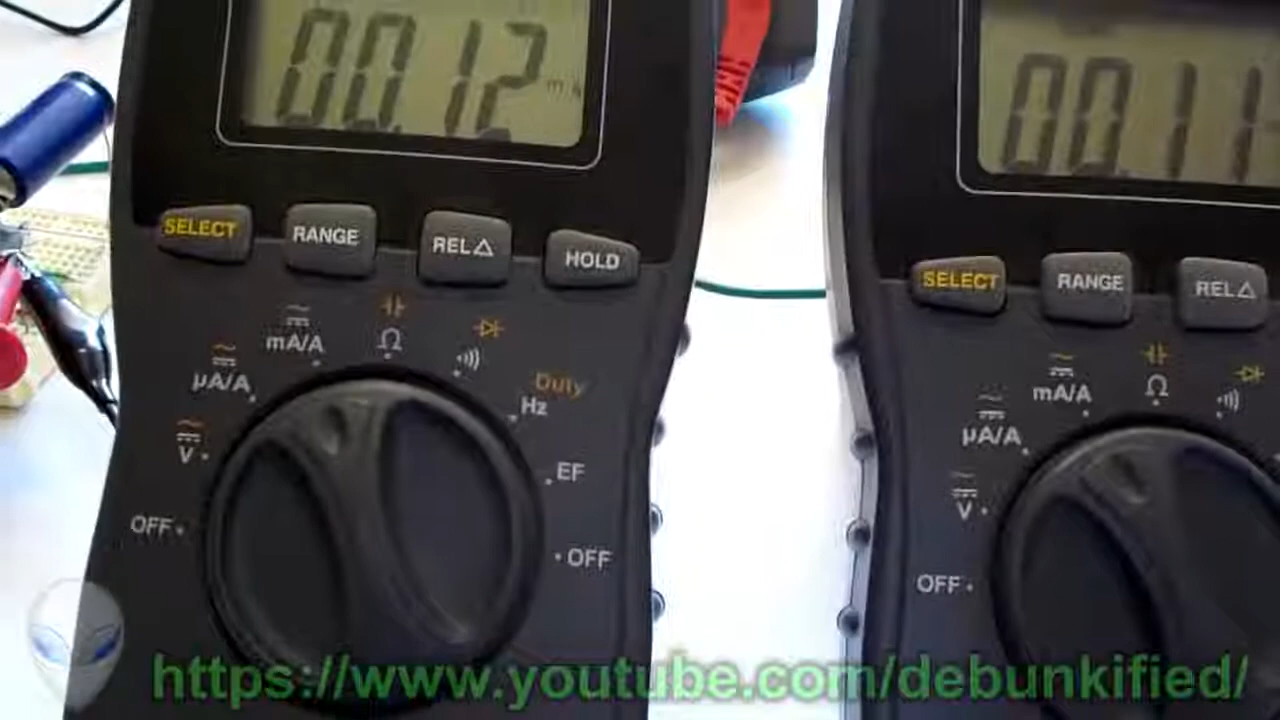 00.12 m A
00.11
SELECT RANGE REL△ HOLD
SELECT RANGE REL△
mA/A Ω
µA/A Duty
Hz
V EF
OFF OFF
mA/A Ω
µA/A
V
OFF
https://www.youtube.com/debunkified/